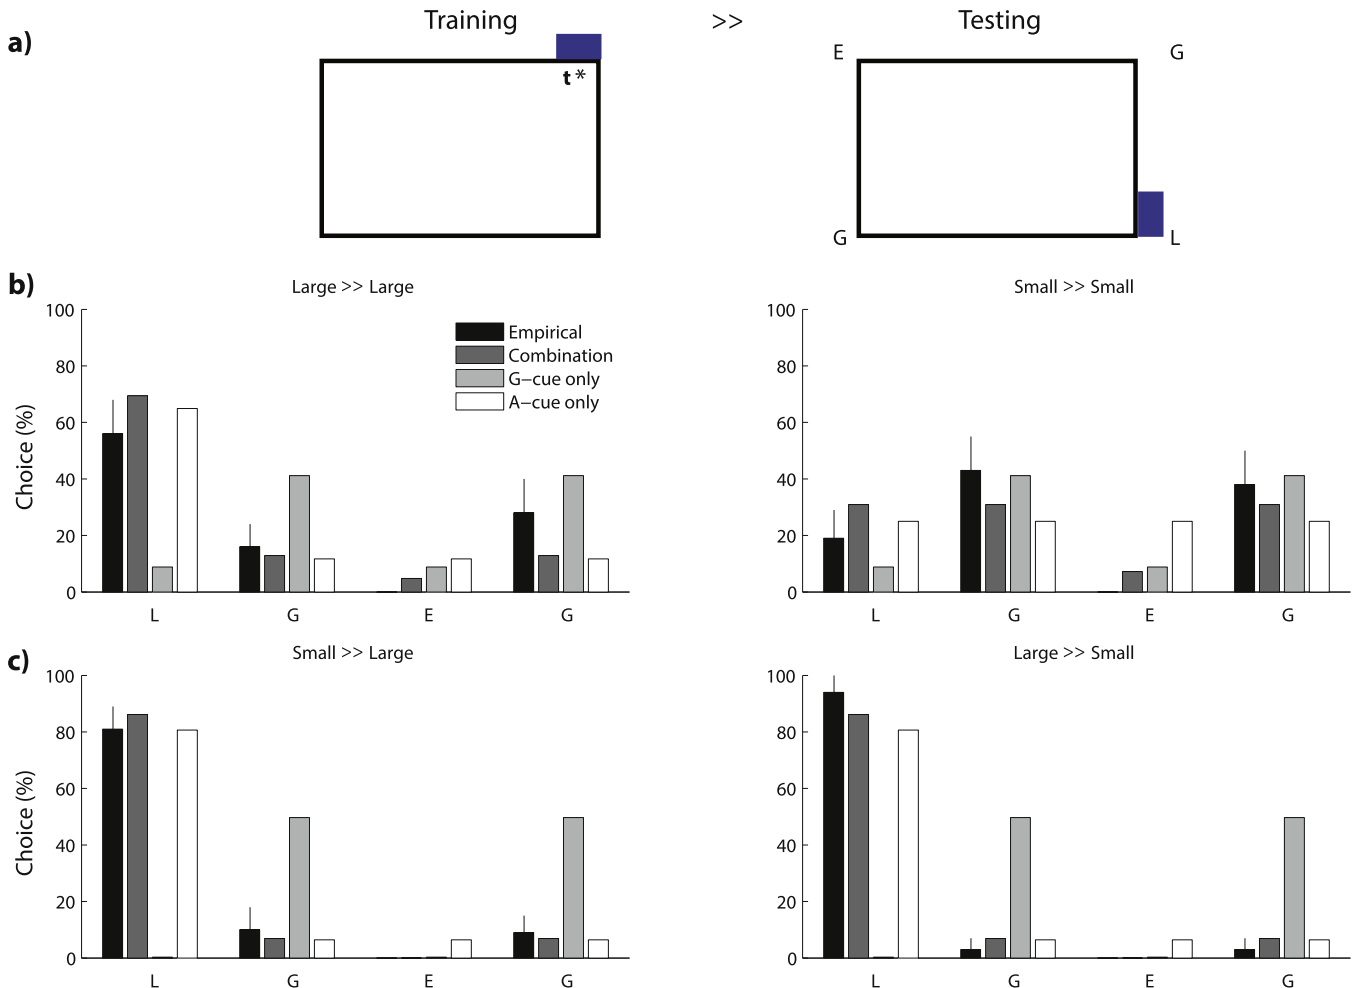 Training >> Testing
a)
t * E G
G L
b)
Large >> Large Small >> Small
Choice (%)
100 80 60 40 20 0
Empirical
Combination
G−cue only
A−cue only
L G E G
100 80 60 40 20 0
L G E G
c)
Small >> Large Large >> Small
Choice (%)
100 80 60 40 20 0
L G E G
100 80 60 40 20 0
L G E G